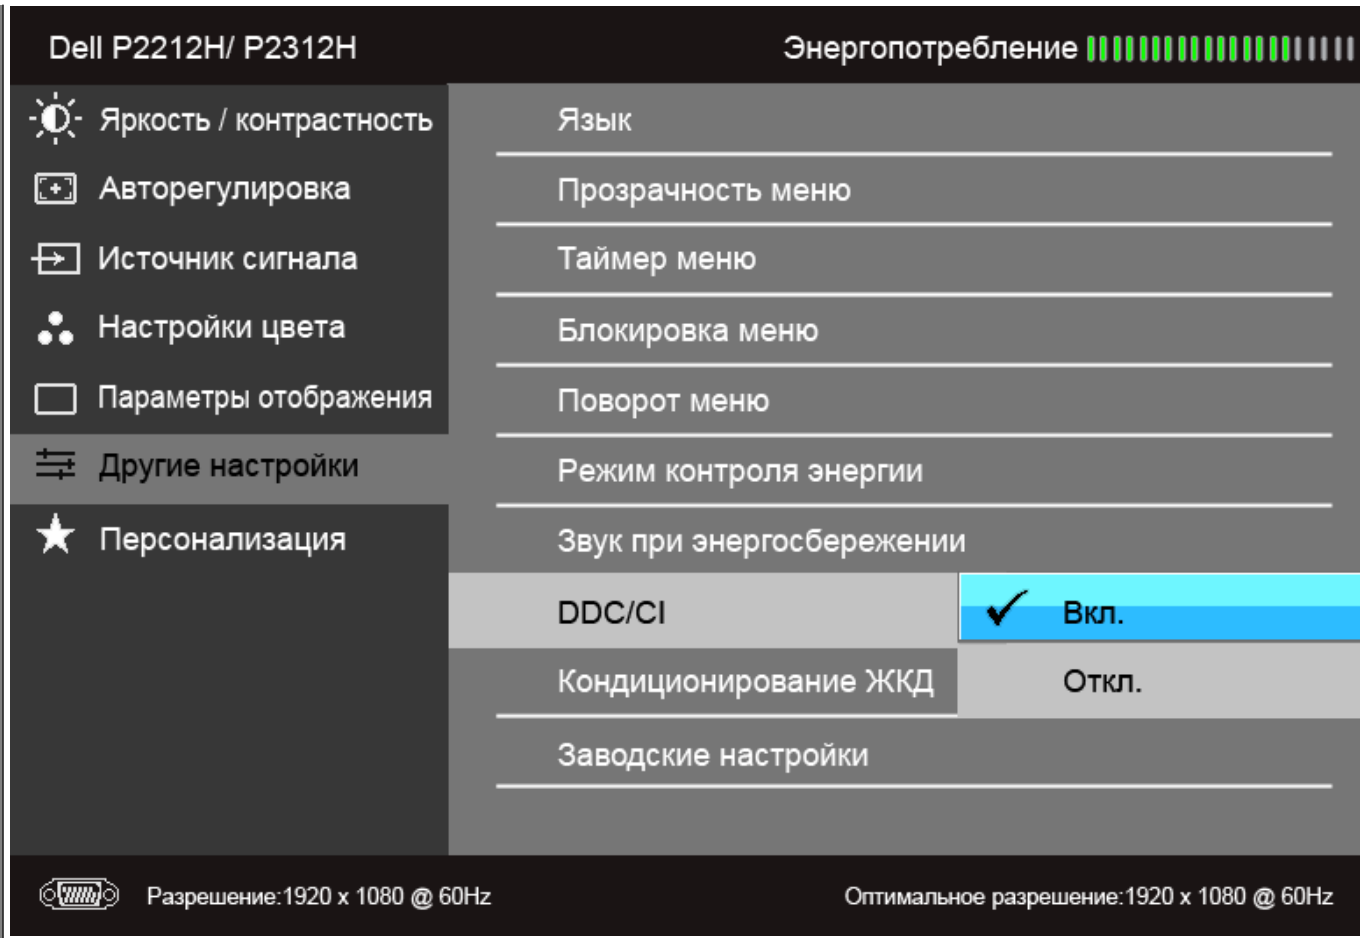 Dell P2212H/ P2312H
Энергопотребление
Яркость / контрастность
Авторегулировка
Источник сигнала
Настройки цвета
Параметры отображения
Другие настройки
Персонализация
Язык
Прозрачность меню
Таймер меню
Блокировка меню
Поворот меню
Режим контроля энергии
Звук при энергосбережении
DDC/CI
Вкл.
Кондиционирование ЖКД
Откл.
Заводские настройки
Разрешение:1920 x 1080 @ 60Hz
Оптимальное разрешение:1920 x 1080 @ 60Hz